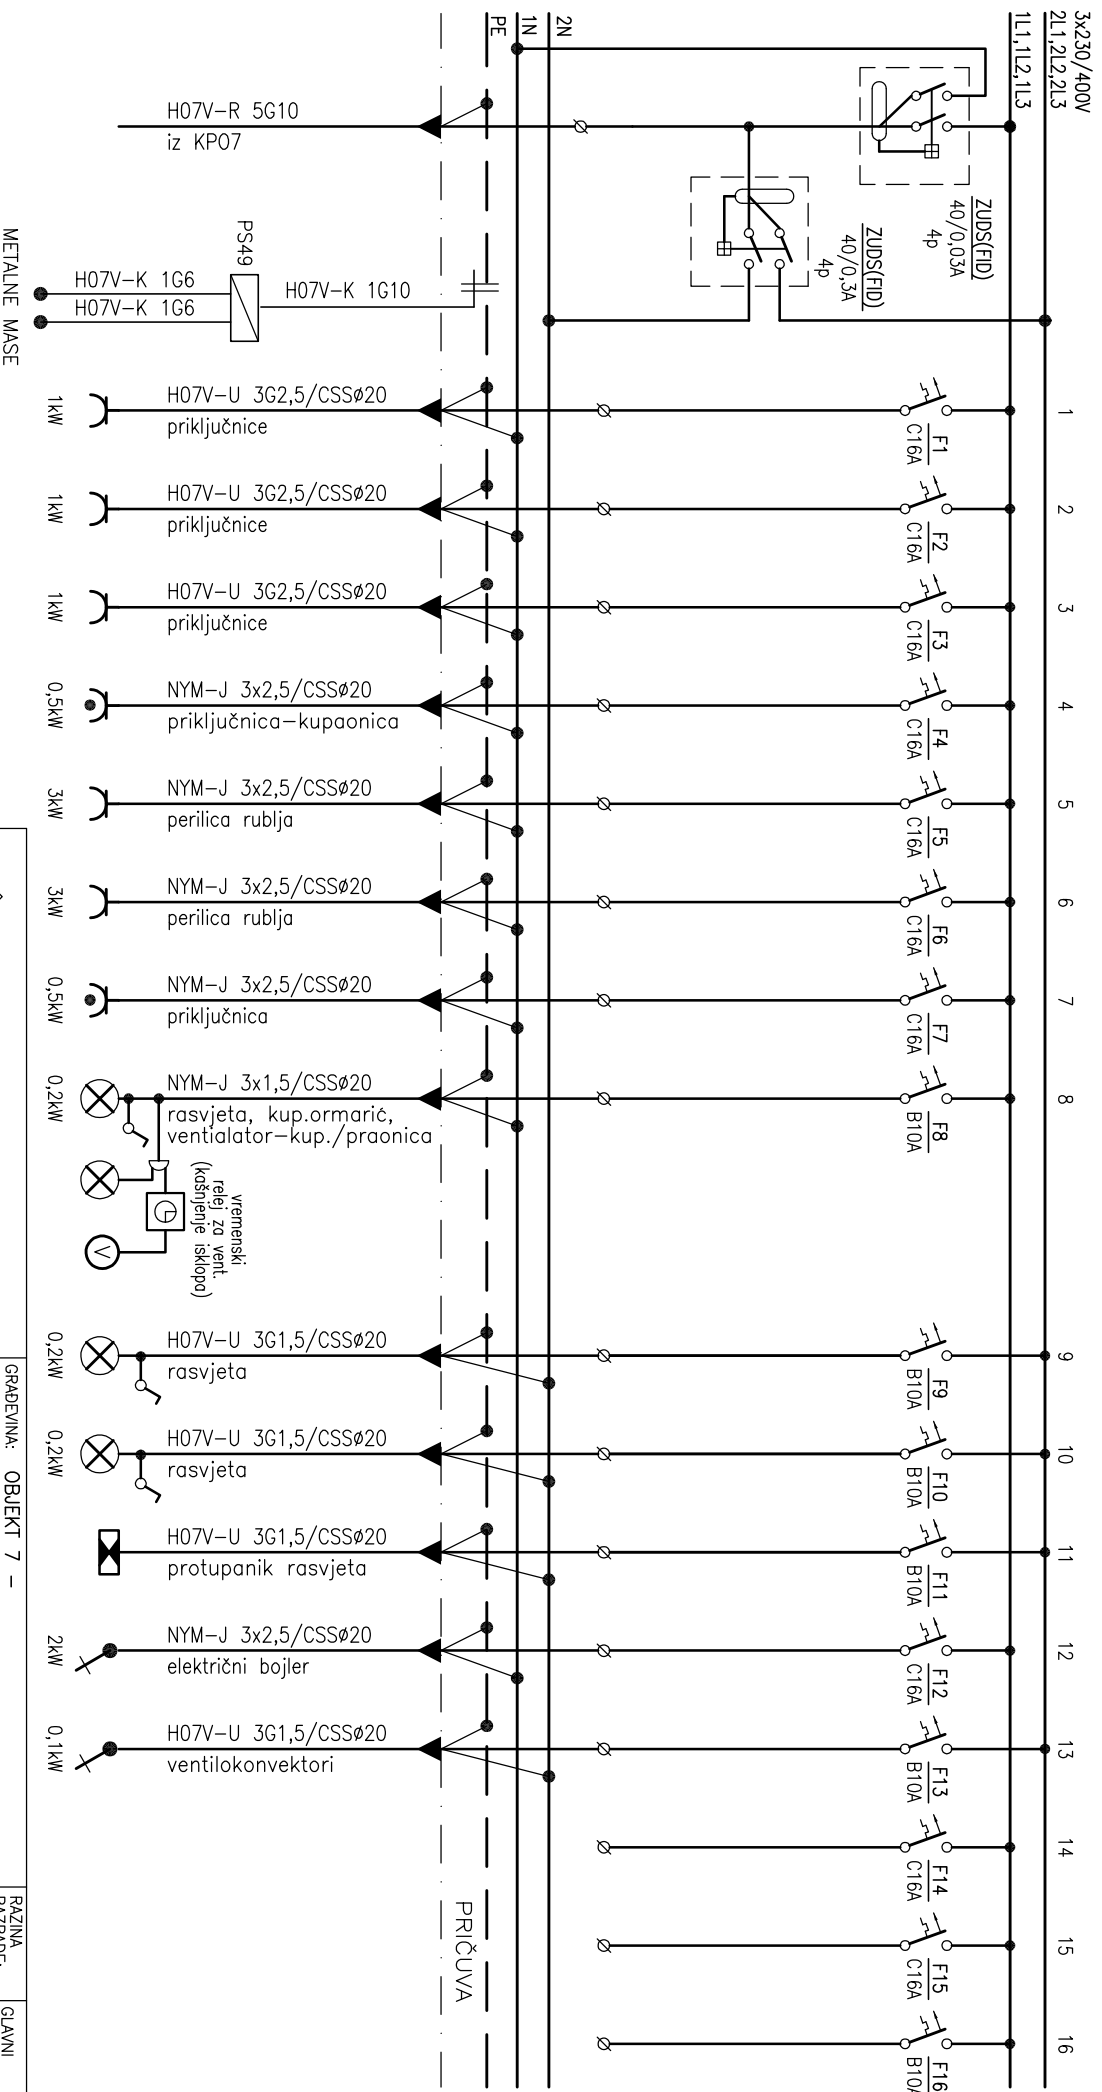 3x230/400V
2L1,2L2,2L3
1L1,1L2,1L3
2N
1N
PE
ZUDS(FID)
40/0,03A
4p
ZUDS(FID)
40/0,3A
4p
H07V-R 5G10
iz KPO7
PS49
H07V-K 1G10
H07V-K 1G6
H07V-K 1G6
METALNE MASE
1
F1
C16A
H07V-U 3G2,5/CSSø20
priključnice
1kW
2
F2
C16A
H07V-U 3G2,5/CSSø20
priključnice
1kW
3
F3
C16A
H07V-U 3G2,5/CSSø20
priključnice
1kW
4
F4
C16A
NYM-J 3x2,5/CSSø20
priključnica-kupaonica
0,5kW
5
F5
C16A
NYM-J 3x2,5/CSSø20
perilica rublja
3kW
6
F6
C16A
NYM-J 3x2,5/CSSø20
perilica rublja
3kW
7
F7
C16A
NYM-J 3x2,5/CSSø20
priključnica
0,5kW
8
F8
B10A
NYM-J 3x1,5/CSSø20
rasvjeta, kup.ormarić,
ventialator-kup./praonica
0,2kW
vremenski
relej za vent.
(kašnjenje isklopa)
V
9
F9
B10A
H07V-U 3G1,5/CSSø20
rasvjeta
0,2kW
10
F10
B10A
H07V-U 3G1,5/CSSø20
rasvjeta
0,2kW
11
F11
B10A
H07V-U 3G1,5/CSSø20
protupanik rasvjeta
12
F12
C16A
NYM-J 3x2,5/CSSø20
električni bojler
2kW
13
F13
B10A
H07V-U 3G1,5/CSSø20
ventilokonvektori
0,1kW
14
F14
C16A
15
F15
C16A
16
F16
B10A
PRIČUVA
GRAĐEVINA: OBJEKT 7 -
RAZINA
RAZRADE:
GLAVNI